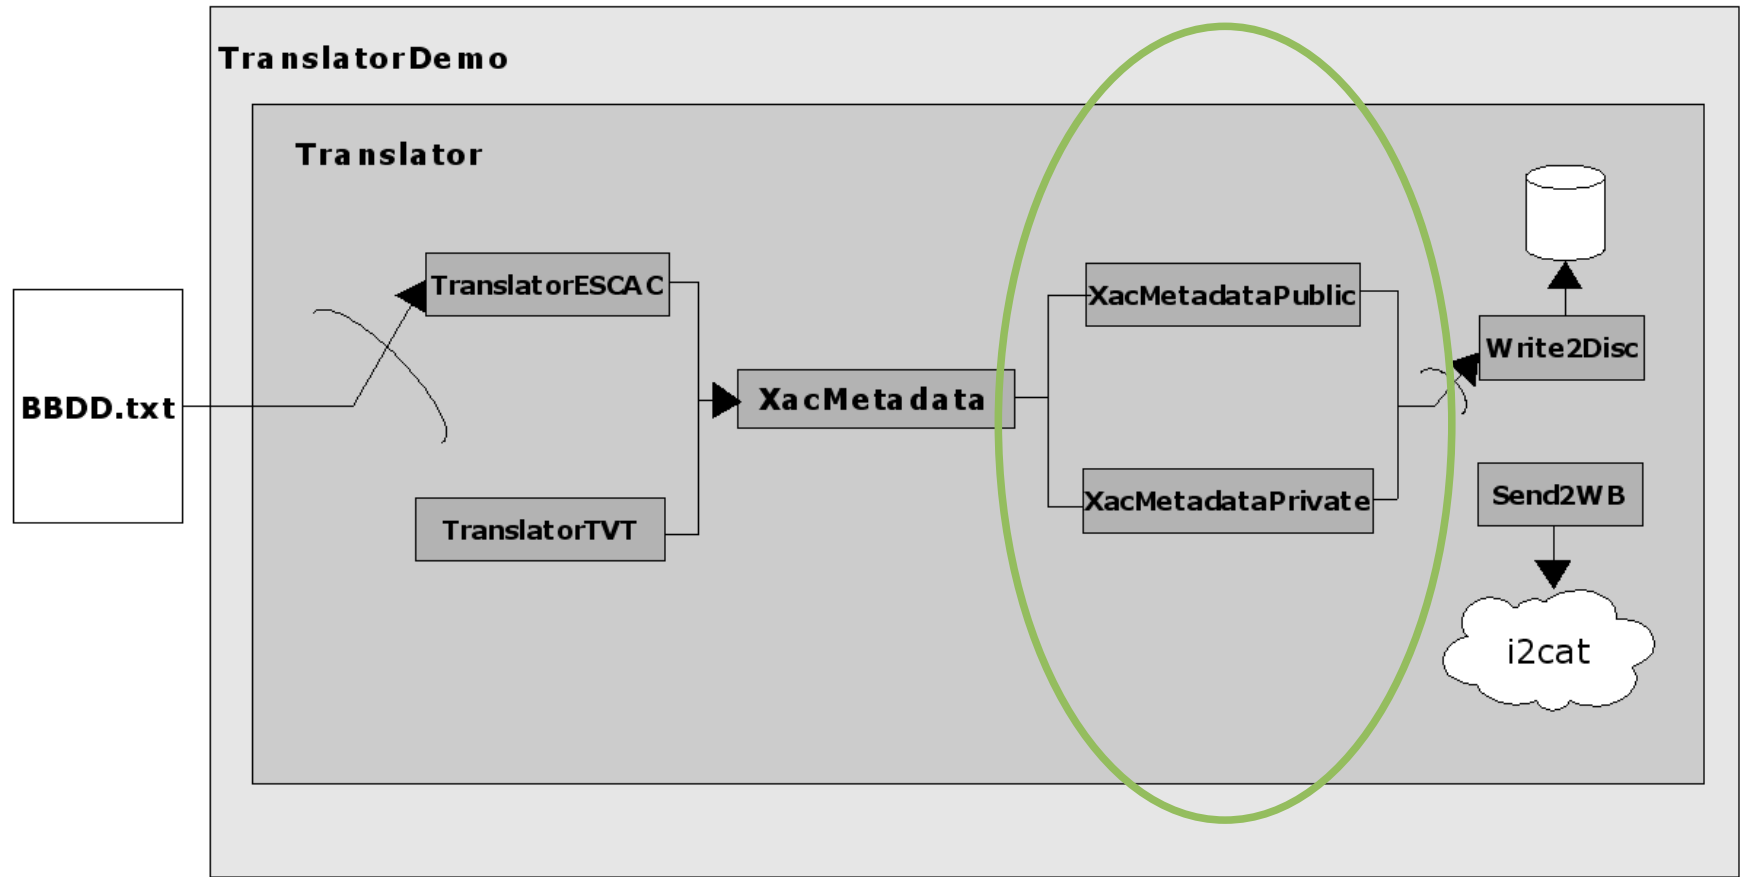 TranslatorDemo
Translator
BBDD.txt
TranslatorESCAC
TranslatorTVT
XacMetadata
XacMetadataPublic
XacMetadataPrivate
Write2Disc
Send2WB
i2cat